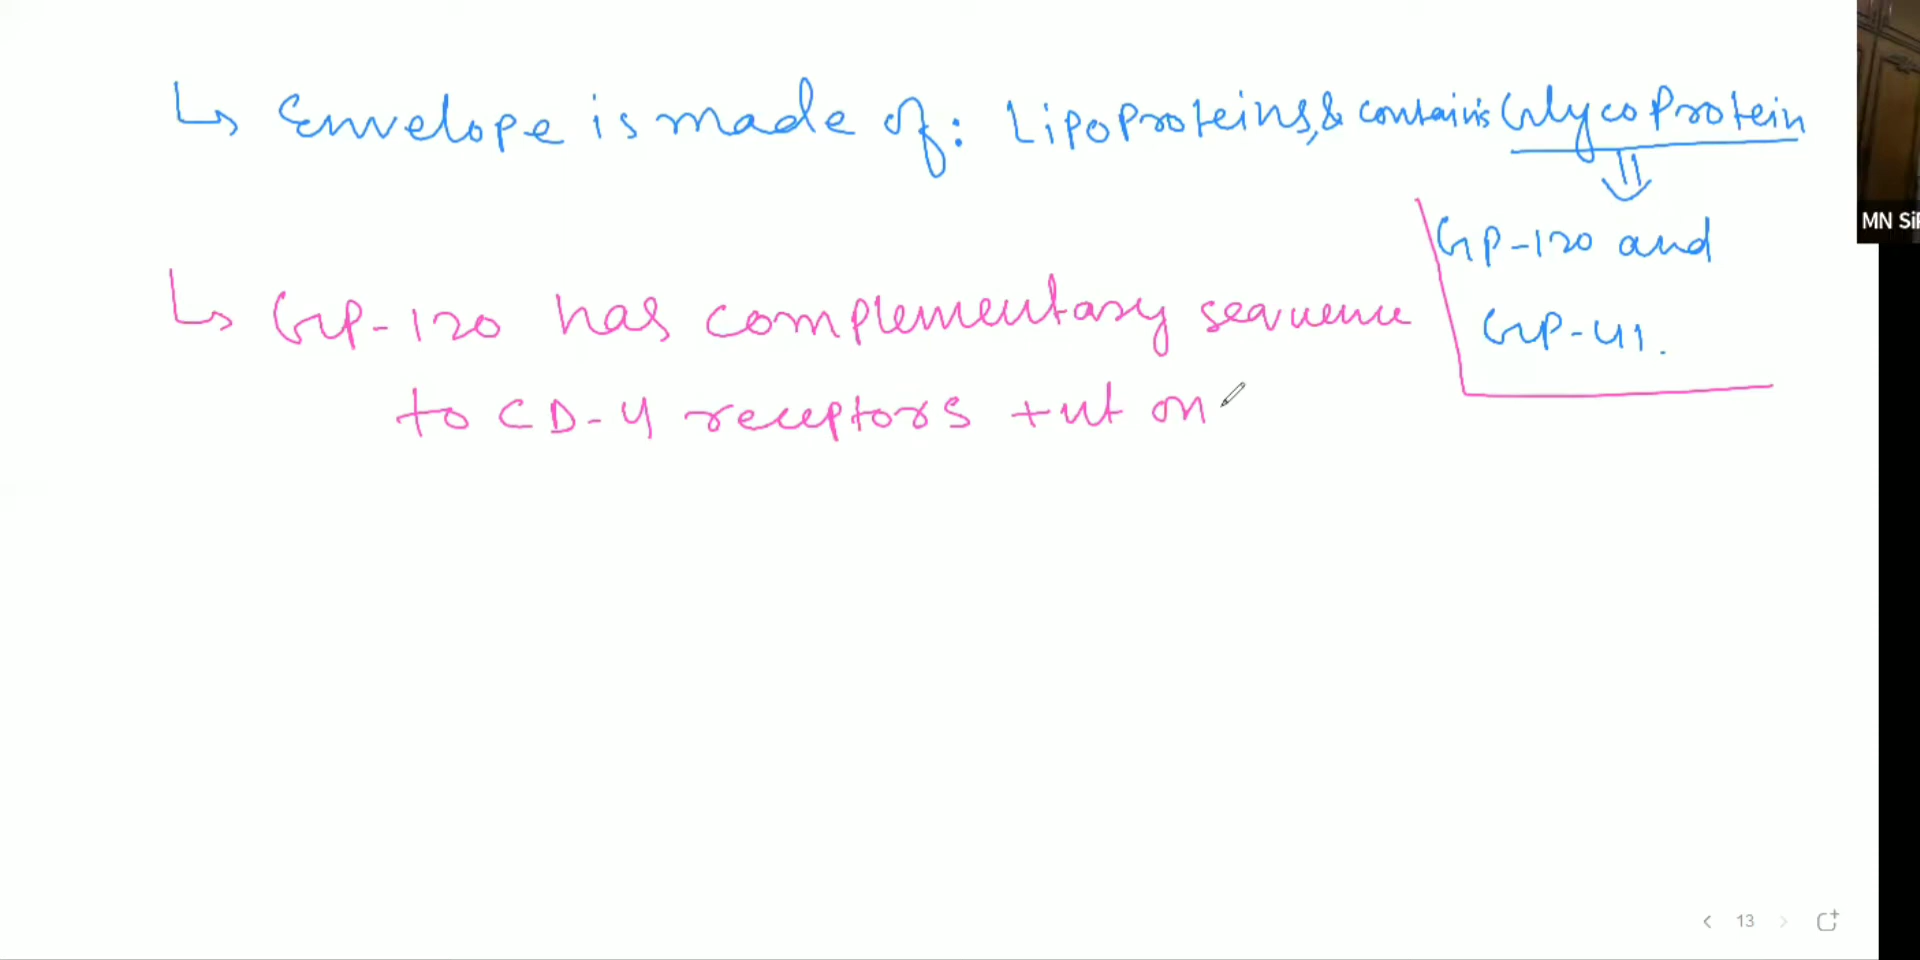 ↳ Envelope is made of: Lipoproteins, & contains Glycoprotein
GP-120 and
GP-41.
↳ GP-120 has complementary sequence
to CD-4 receptors +nt on
MN Sir
13